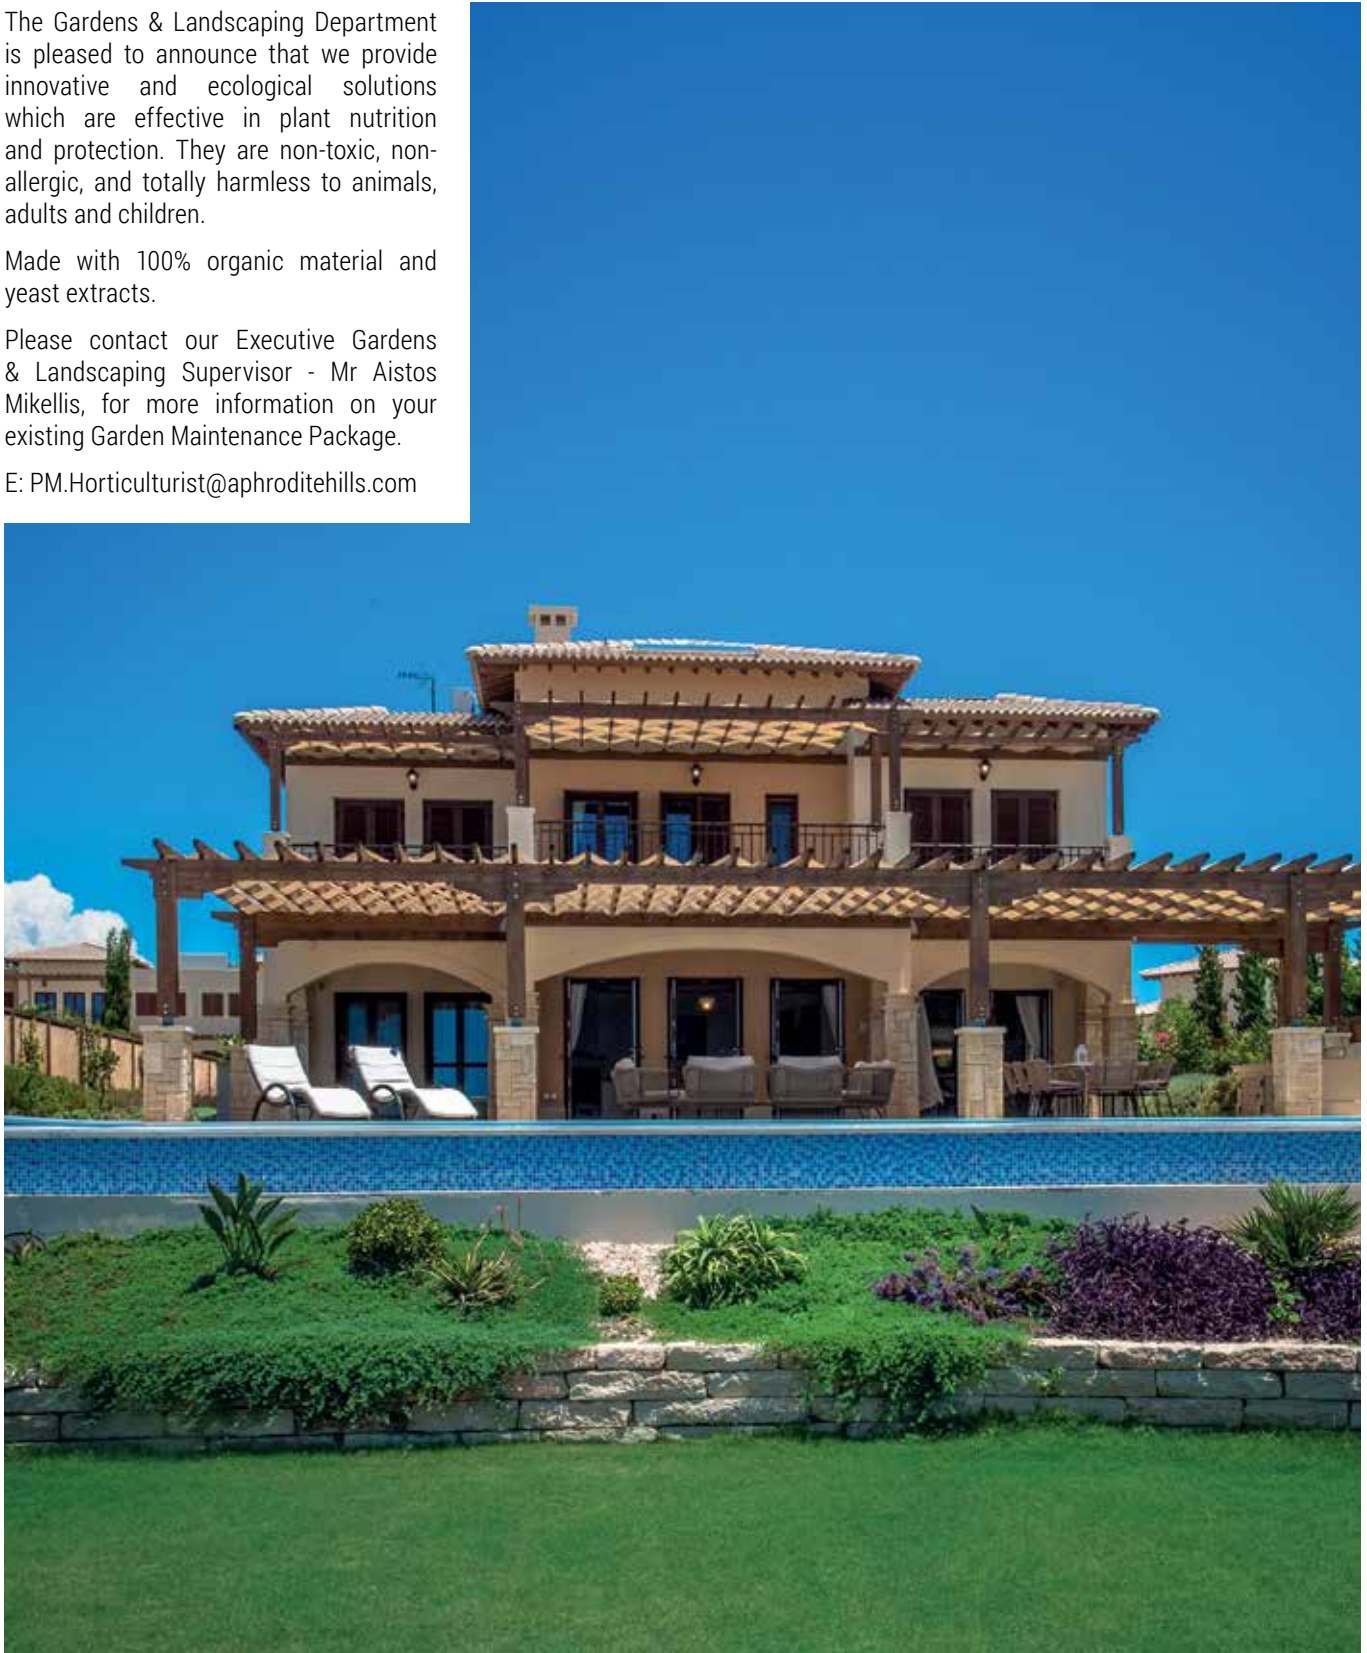 The Gardens & Landscaping Department
is pleased to announce that we provide
innovative and ecological solutions
which are effective in plant nutrition
and protection. They are non-toxic, non-
allergic, and totally harmless to animals,
adults and children.
Made with 100% organic material and
yeast extracts.
Please contact our Executive Gardens
& Landscaping Supervisor - Mr Aistos
Mikellis, for more information on your
existing Garden Maintenance Package.
E: PM.Horticulturist@aphroditehills.com